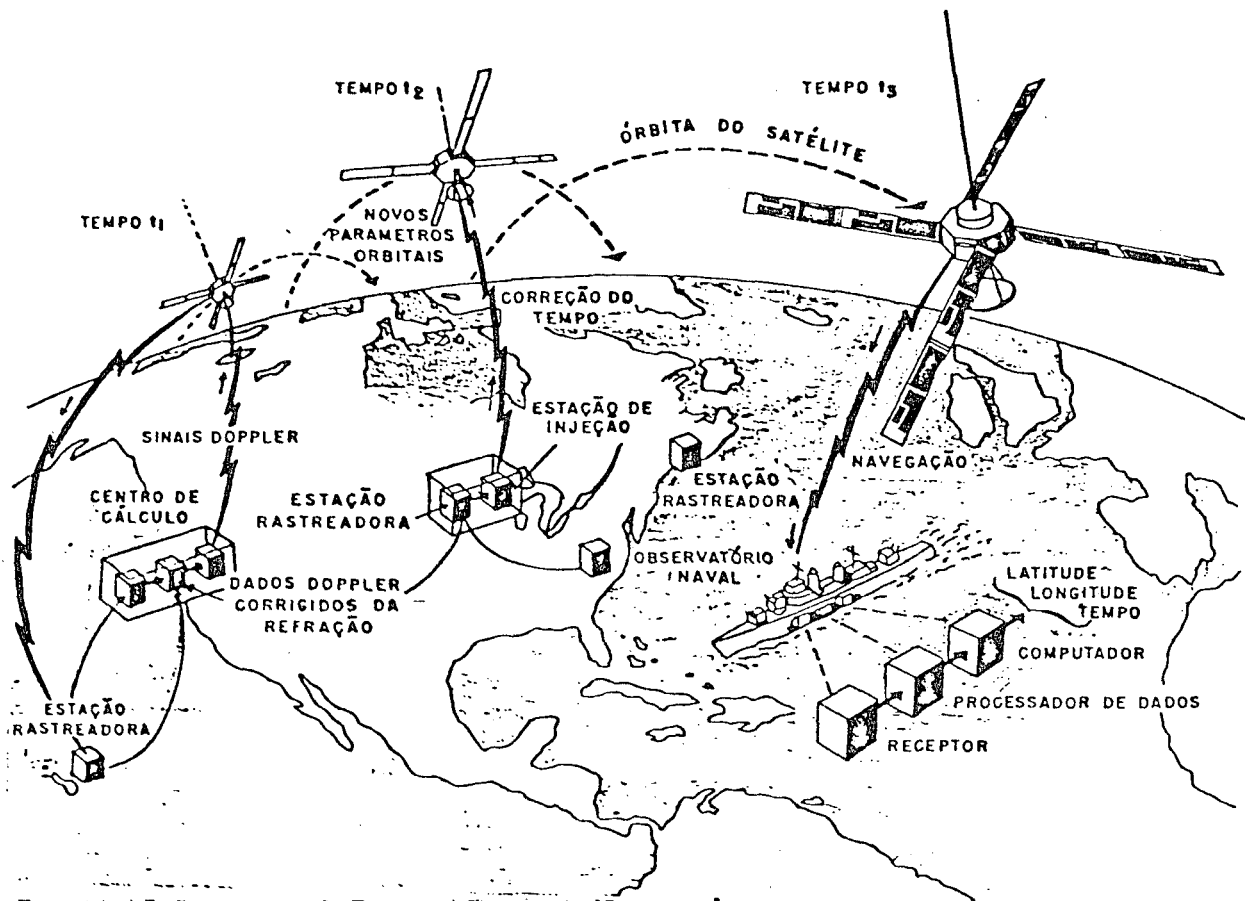 TEMPO t2
TEMPO t3
ÓRBITA DO SATÉLITE
TEMPO t1
NOVOS
PARAMETROS
ORBITAIS
CORREÇÃO DO
TEMPO
SINAIS DOPPLER
ESTAÇÃO DE
INJEÇÃO
NAVEGAÇÃO
CENTRO DE
CÁLCULO
ESTAÇÃO
RASTREADORA
ESTAÇÃO
RASTREADORA
OBSERVATÓRIO
NAVAL
DADOS DOPPLER
CORRIGIDOS DA
REFRAÇÃO
LATITUDE
LONGITUDE
TEMPO
COMPUTADOR
ESTAÇÃO
RASTREADORA
PROCESSADOR DE DADOS
RECEPTOR